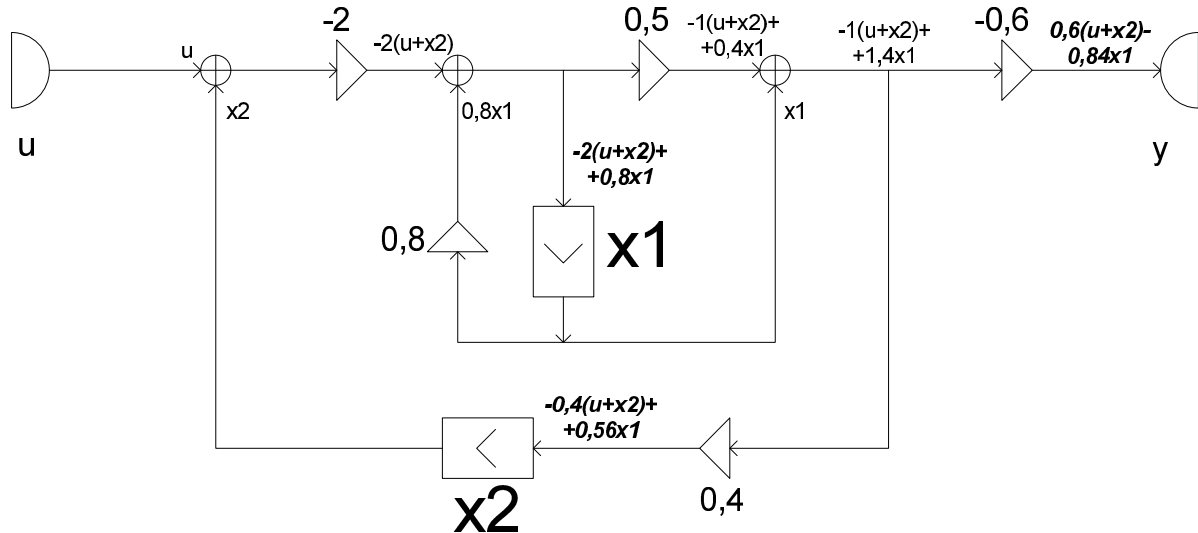 -2
0,5
-0,6
u
-2(u+x2)
-1(u+x2)+
+0,4x1
-1(u+x2)+
+1,4x1
0,6(u+x2)-
0,84x1
x2
0,8x1
x1
u
y
-2(u+x2)+
+0,8x1
0,8
x1
-0,4(u+x2)+
+0,56x1
x2
0,4